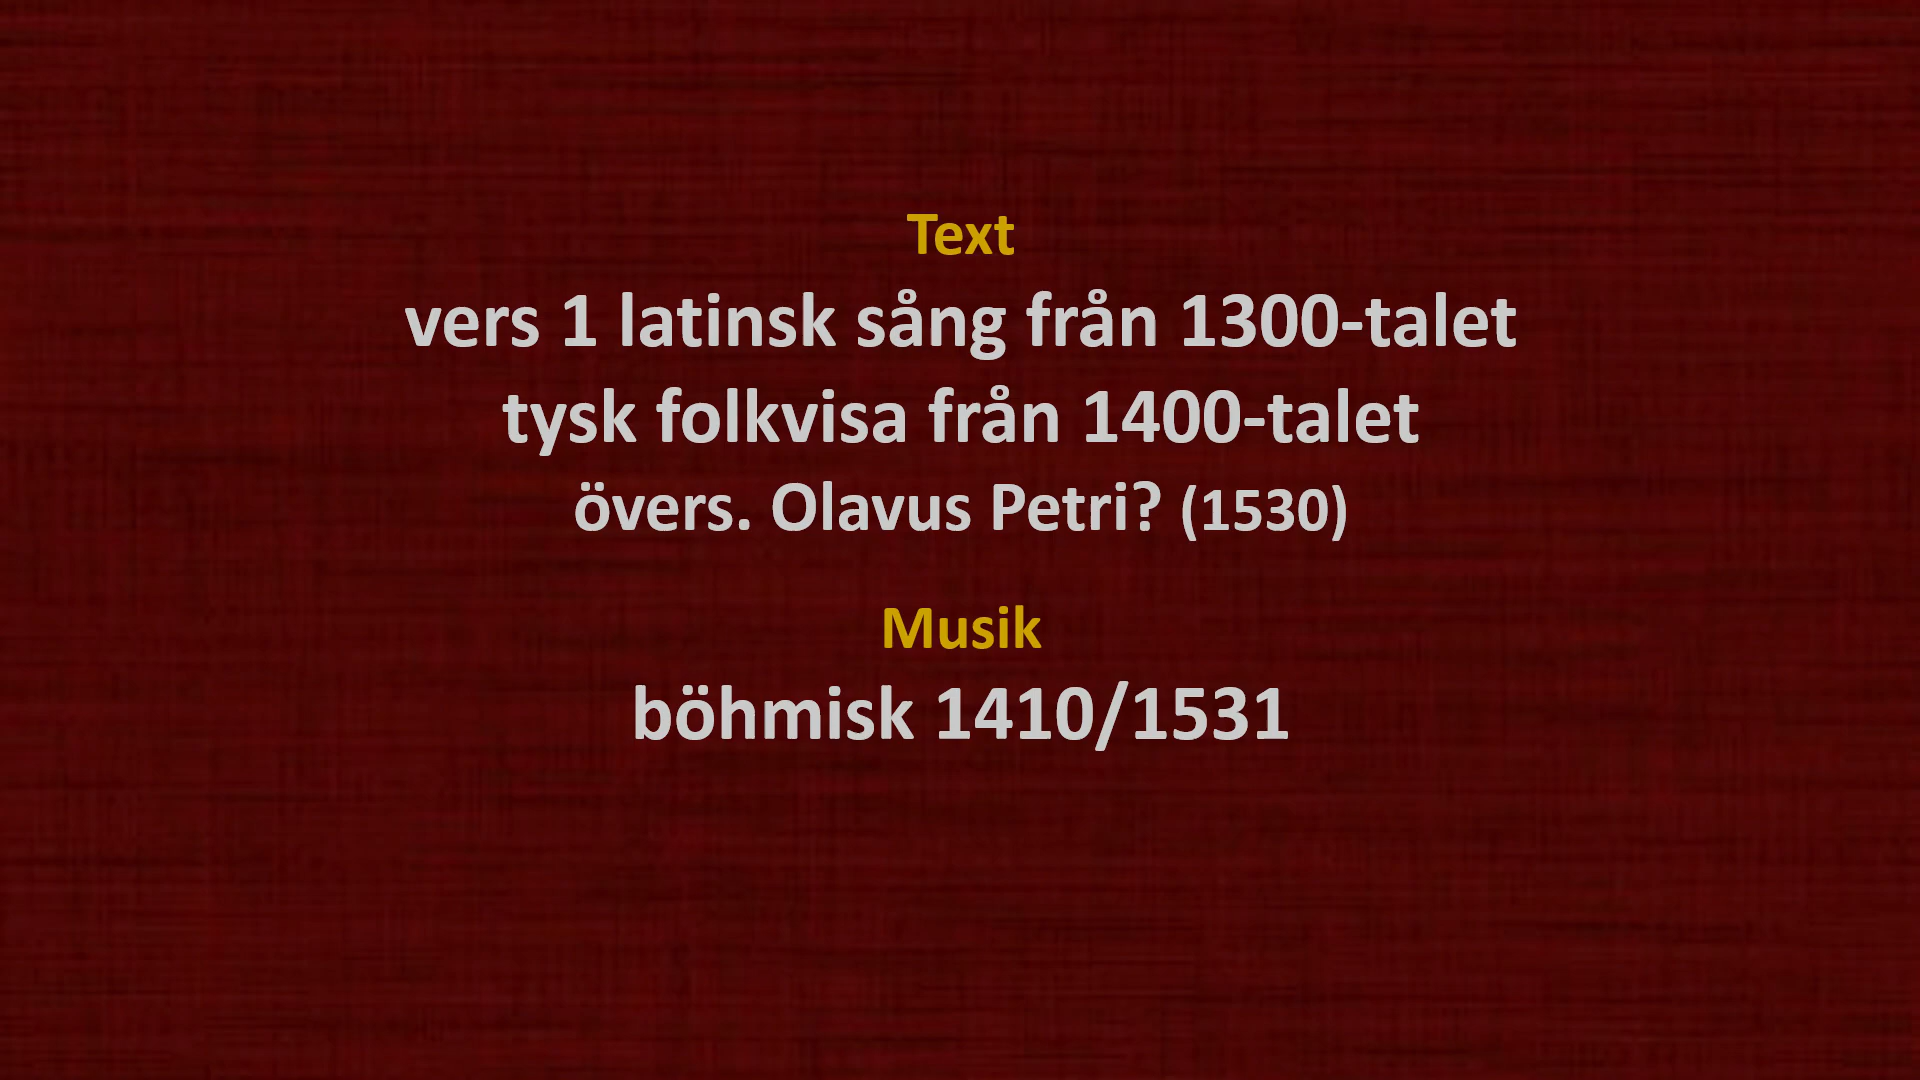 Text
vers 1 latinsk sång från 1300-talet
tysk folkvisa från 1400-talet
övers. Olavus Petri? (1530)
Musik
böhmisk 1410/1531